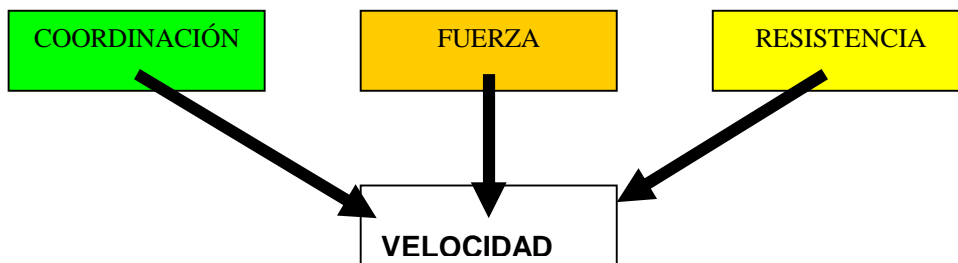 COORDINACIÓN
FUERZA
RESISTENCIA
VELOCIDAD